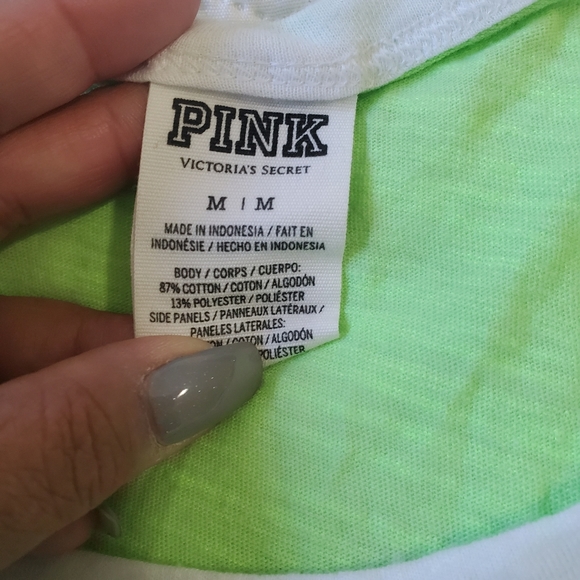 PINK
VICTORIA'S SECRET
M | M
MADE IN INDONESIA / FAIT EN
INDONÉSIE / HECHO EN INDONESIA
BODY / CORPS / CUERPO:
87% COTTON / COTON / ALGODÓN
13% POLYESTER / POLIÉSTER
SIDE PANELS / PANNEAUX LATÉRAUX /
PANELES LATERALES:
/ COTON / ALGODÓN
POLIÉSTER